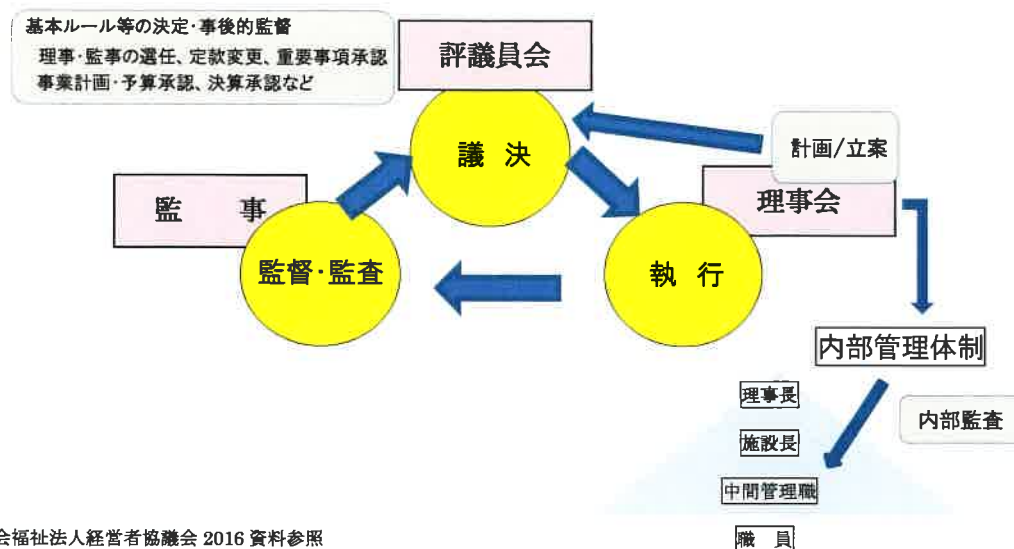 基本ルール等の決定・事後的監督
理事・監事の選任、定款変更、重要事項承認
事業計画・予算承認、決算承認など
評議員会
議 決
計画/立案
理事会
監 事
監督・監査
執 行
内部管理体制
理事長
内部監査
施設長
中間管理職
職 員
会福祉法人経営者協議会 2016 資料参照